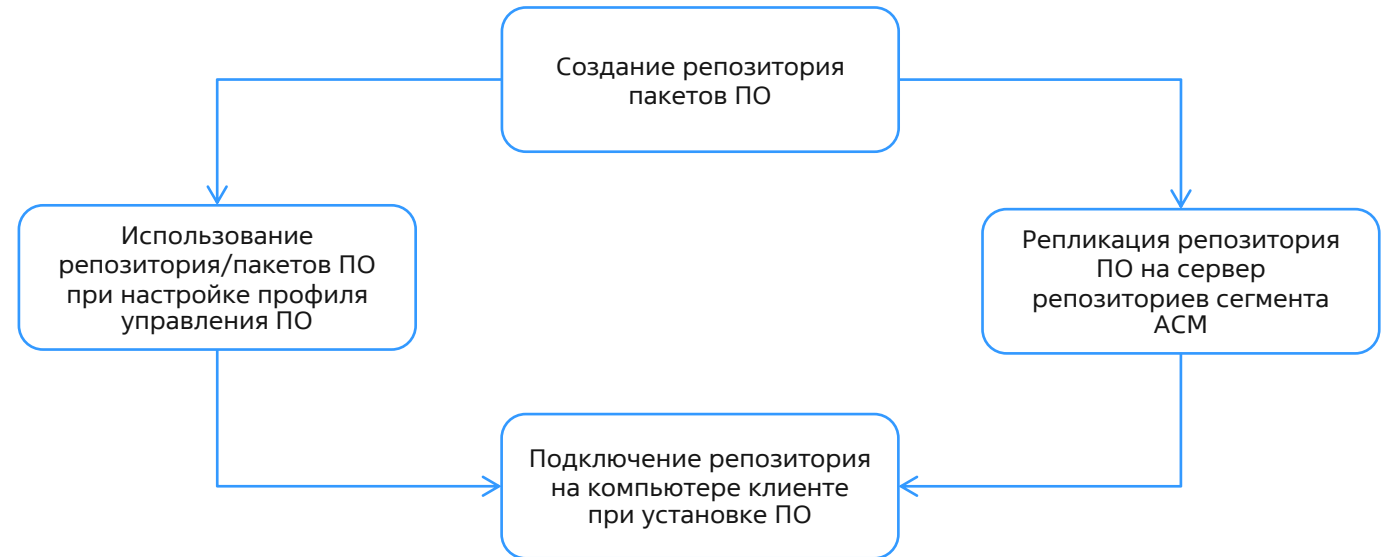 Создание репозитория
пакетов ПО
Использование
репозитория/пакетов ПО
при настройке профиля
управления ПО
Репликация репозитория
ПО на сервер
репозиториев сегмента
АСМ
Подключение репозитория
на компьютере клиенте
при установке ПО